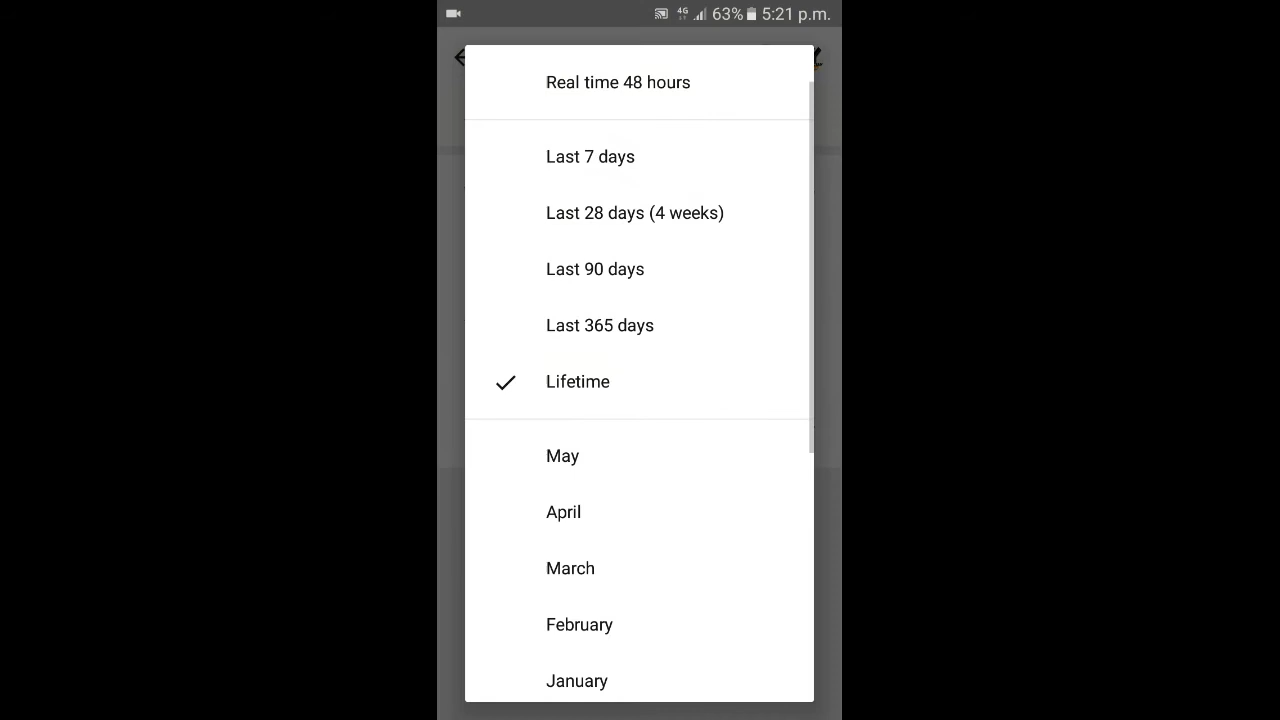 4G 63% 5:21 p.m.
Real time 48 hours
Last 7 days
Last 28 days (4 weeks)
Last 90 days
Last 365 days
Lifetime
May
April
March
February
January